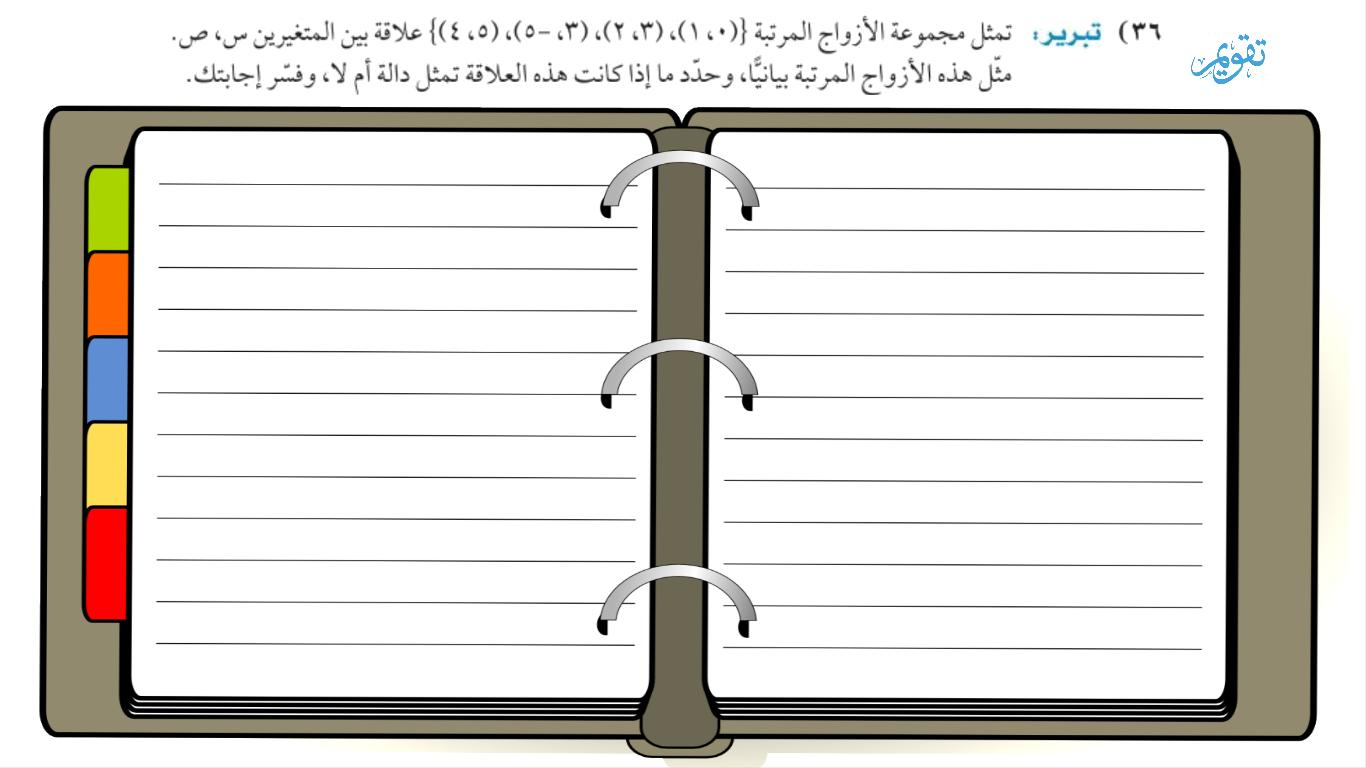 ٣٦) تبرير: تمثل مجموعة الأزواج المرتبة {(٠، ١)، (٣، ٢)، (٣، -٥)، (٥، ٤)} علاقة بين المتغيرين س، ص.
مثّل هذه الأزواج المرتبة بيانيًّا، وحدّد ما إذا كانت هذه العلاقة تمثل دالة أم لا، وفسّر إجابتك.
تقويم